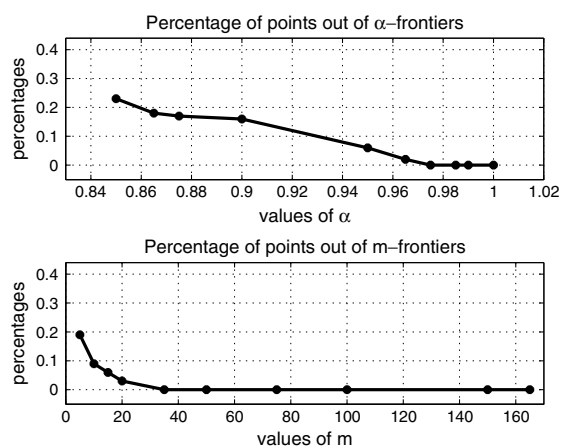 Percentage of points out of α−frontiers
0.4
0.3
0.2
0.1
0
percentages
0.84 0.86 0.88 0.9 0.92 0.94 0.96 0.98 1 1.02
values of α
Percentage of points out of m−frontiers
0.4
0.3
0.2
0.1
0
percentages
0 20 40 60 80 100 120 140 160
values of m